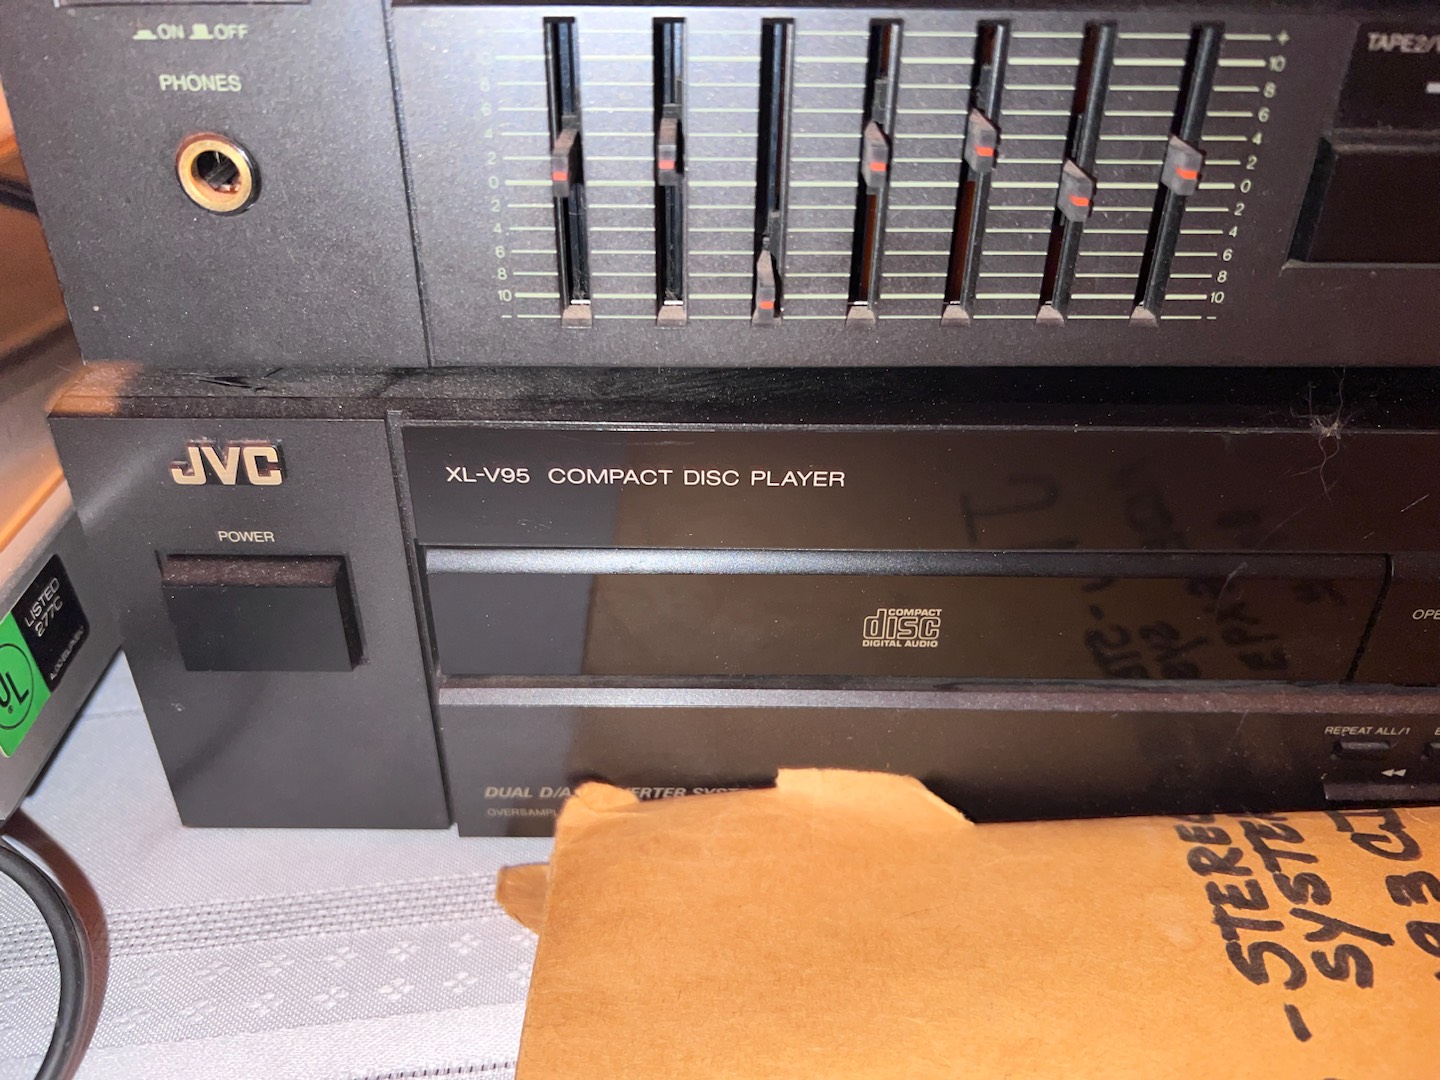 ON OFF
PHONES
TAPE2/
+
10
8 8
6 6
4 4
2 2
0 0
2
4 4
6 6
8 8
10 10
- -
JVC
XL-V95 COMPACT DISC PLAYER
POWER
COMPACT
disc
DIGITAL AUDIO
OPE
LISTED
277C
UL
REPEAT ALL/1
DUAL D/A
OVERSAMPL
-STEREO
SYSTEM